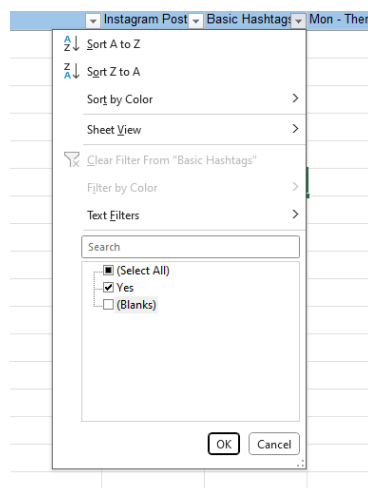 Instagram Post Basic Hashtags Mon - Ther
Sort A to Z
Sort Z to A
Sort by Color
Sheet View
Clear Filter From "Basic Hashtags"
Filter by Color
Text Filters
Search
(Select All)
Yes
(Blanks)
OK Cancel